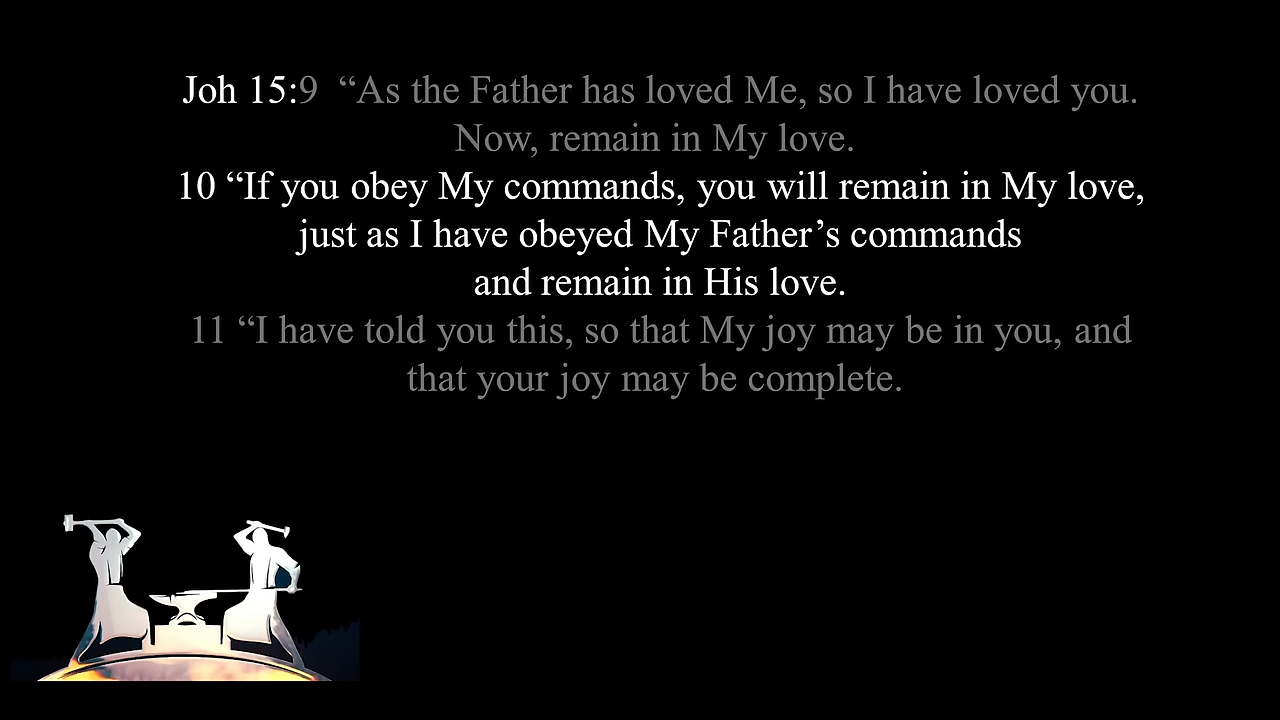 Joh 15:9  “As the Father has loved Me, so I have loved you.
Now, remain in My love.
10 “If you obey My commands, you will remain in My love,
just as I have obeyed My Father’s commands
and remain in His love.
11 “I have told you this, so that My joy may be in you, and
that your joy may be complete.